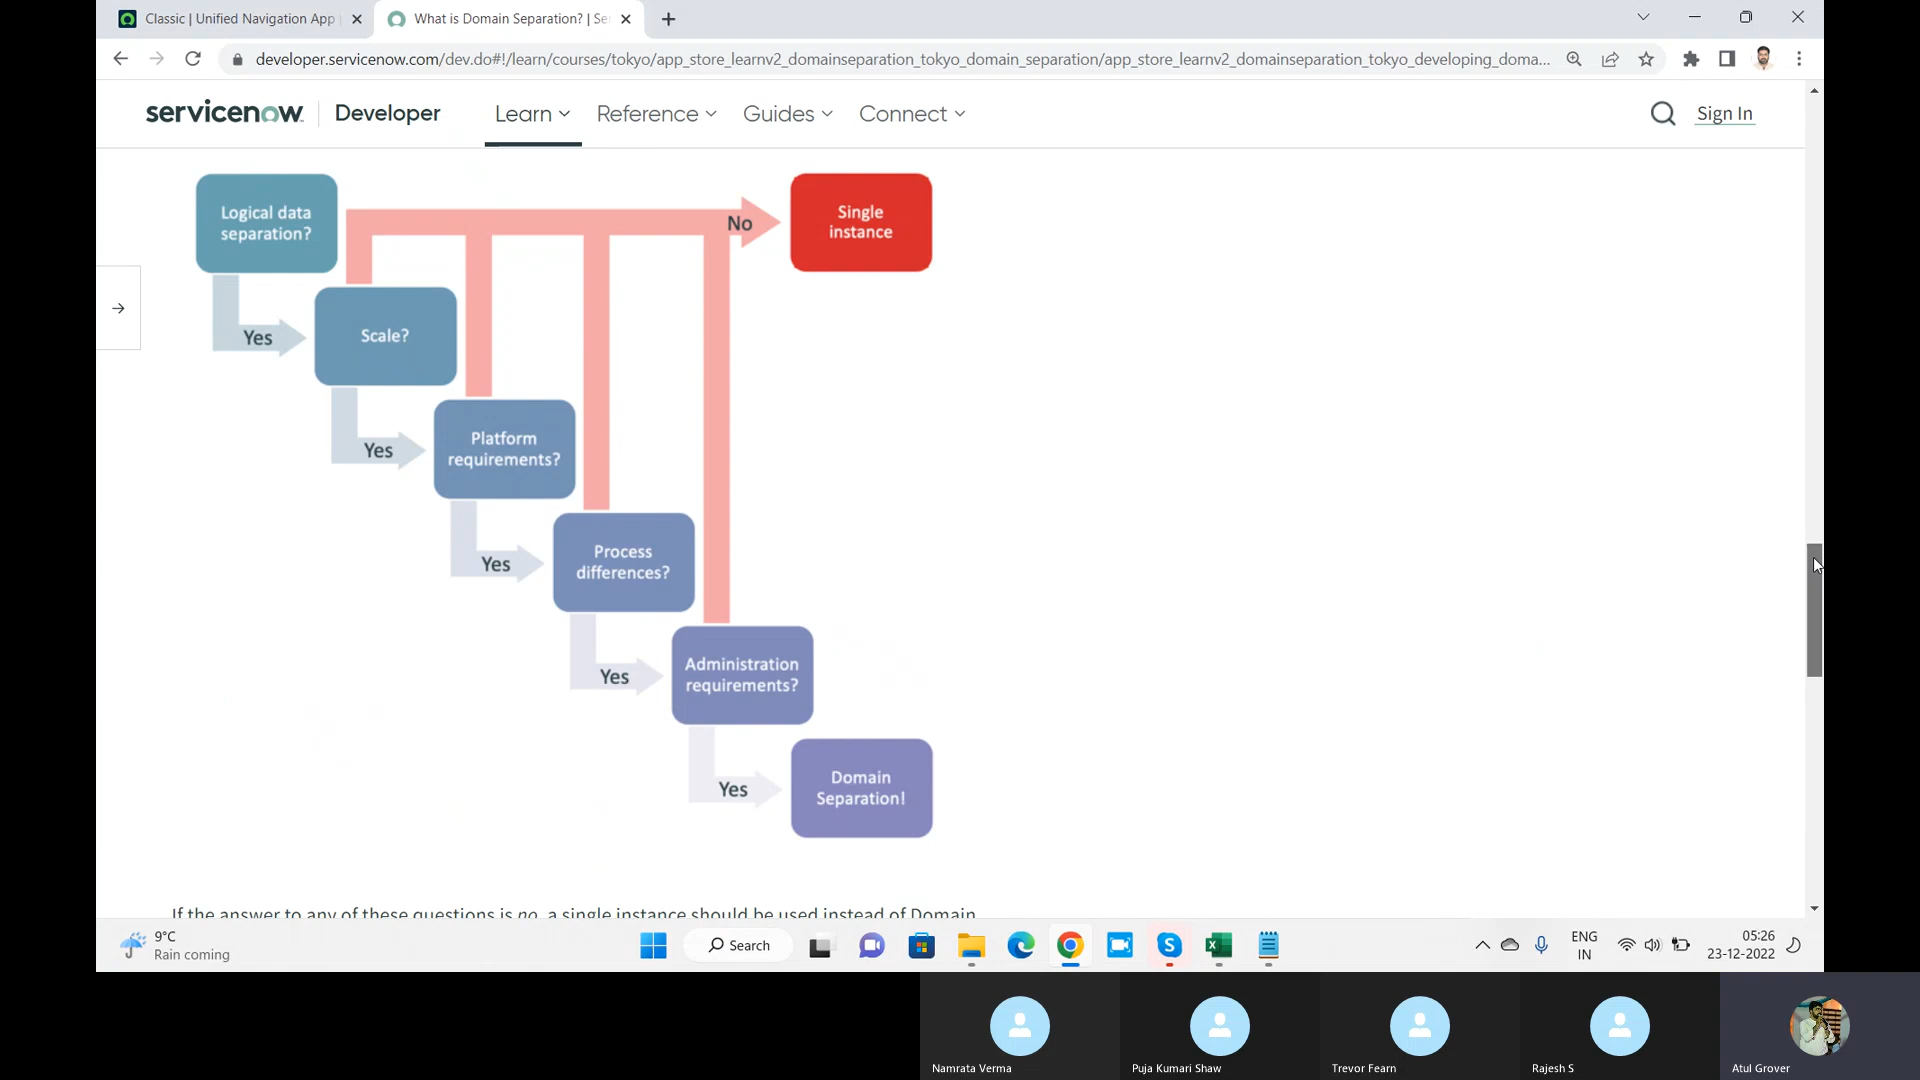 Classic | Unified Navigation App
What is Domain Separation? | Se
developer.servicenow.com/dev.do#!/learn/courses/tokyo/app_store_learnv2_domainseparation_tokyo_domain_separation/app_store_learnv2_domainseparation_tokyo_developing_doma...
servicenow
Developer
Learn
Reference
Guides
Connect
Sign In
Logical data
separation?
No
Single
instance
Yes
Scale?
Yes
Platform
requirements?
Yes
Process
differences?
Yes
Administration
requirements?
Yes
Domain
Separation!
If the answer to any of these questions is no, a single instance should be used instead of Domain
9°C
Rain coming
Search
ENG
IN
05:26
23-12-2022
Namrata Verma
Puja Kumari Shaw
Trevor Fearn
Rajesh S
Atul Grover